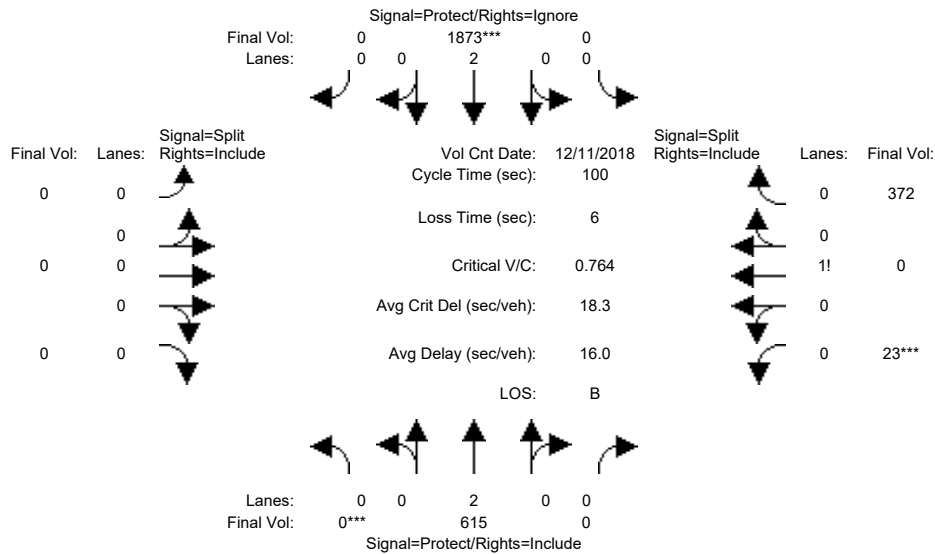 Signal=Protect/Rights=Ignore
Final Vol: 0 1873*** 0
Lanes: 0 0 2 0 0
Signal=Split Signal=Split
Final Vol: Lanes: Rights=Include Vol Cnt Date: 12/11/2018 Rights=Include Lanes: Final Vol:
Cycle Time (sec): 100
0 0 0 372
Loss Time (sec): 6
0 0
0 0 Critical V/C: 0.764 1! 0
0 Avg Crit Del (sec/veh): 18.3 0
0 0 Avg Delay (sec/veh): 16.0 0 23***
LOS: B
Lanes: 0 0 2 0 0
Final Vol: 0*** 615 0
Signal=Protect/Rights=Include